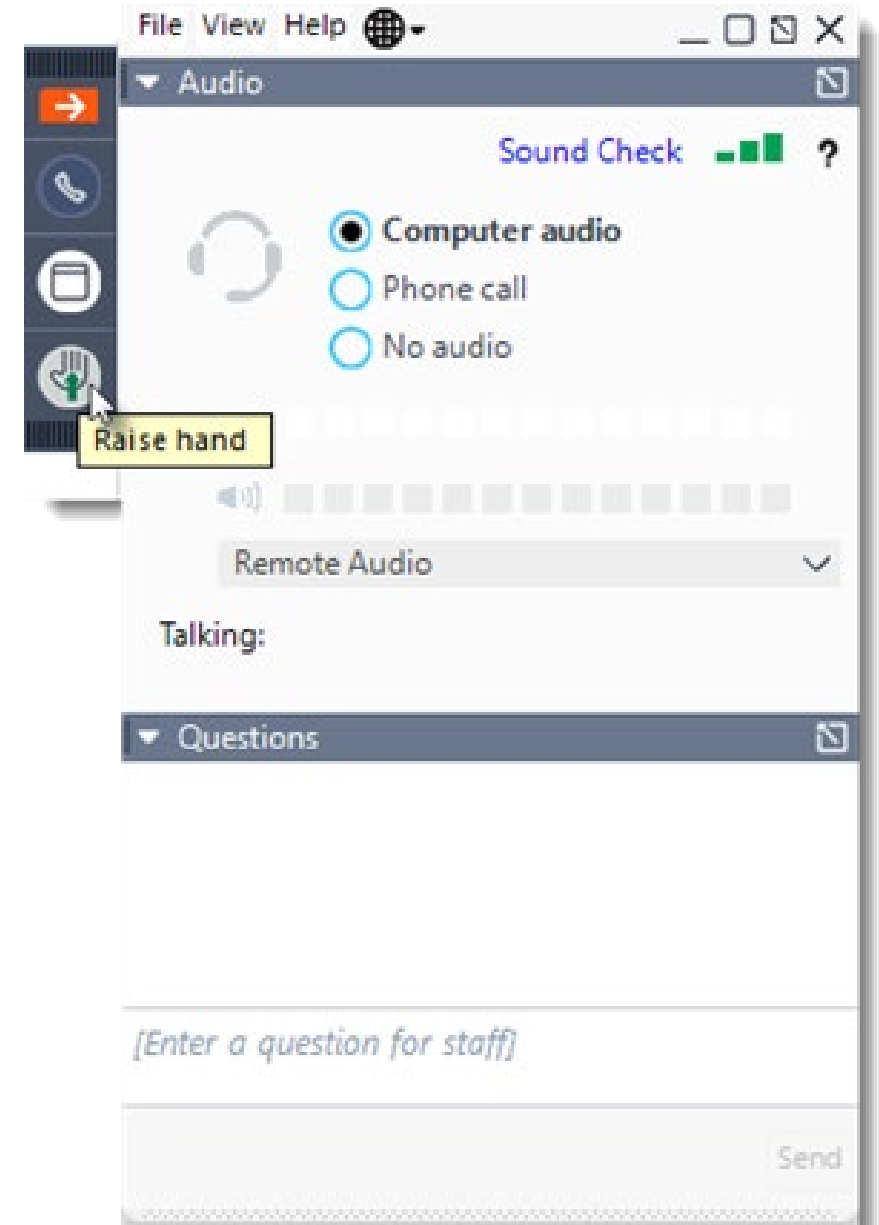 File View Help
Audio
Sound Check ?
Computer audio
Phone call
No audio
Raise hand
Remote Audio
Talking:
Questions
[Enter a question for staff]
Send